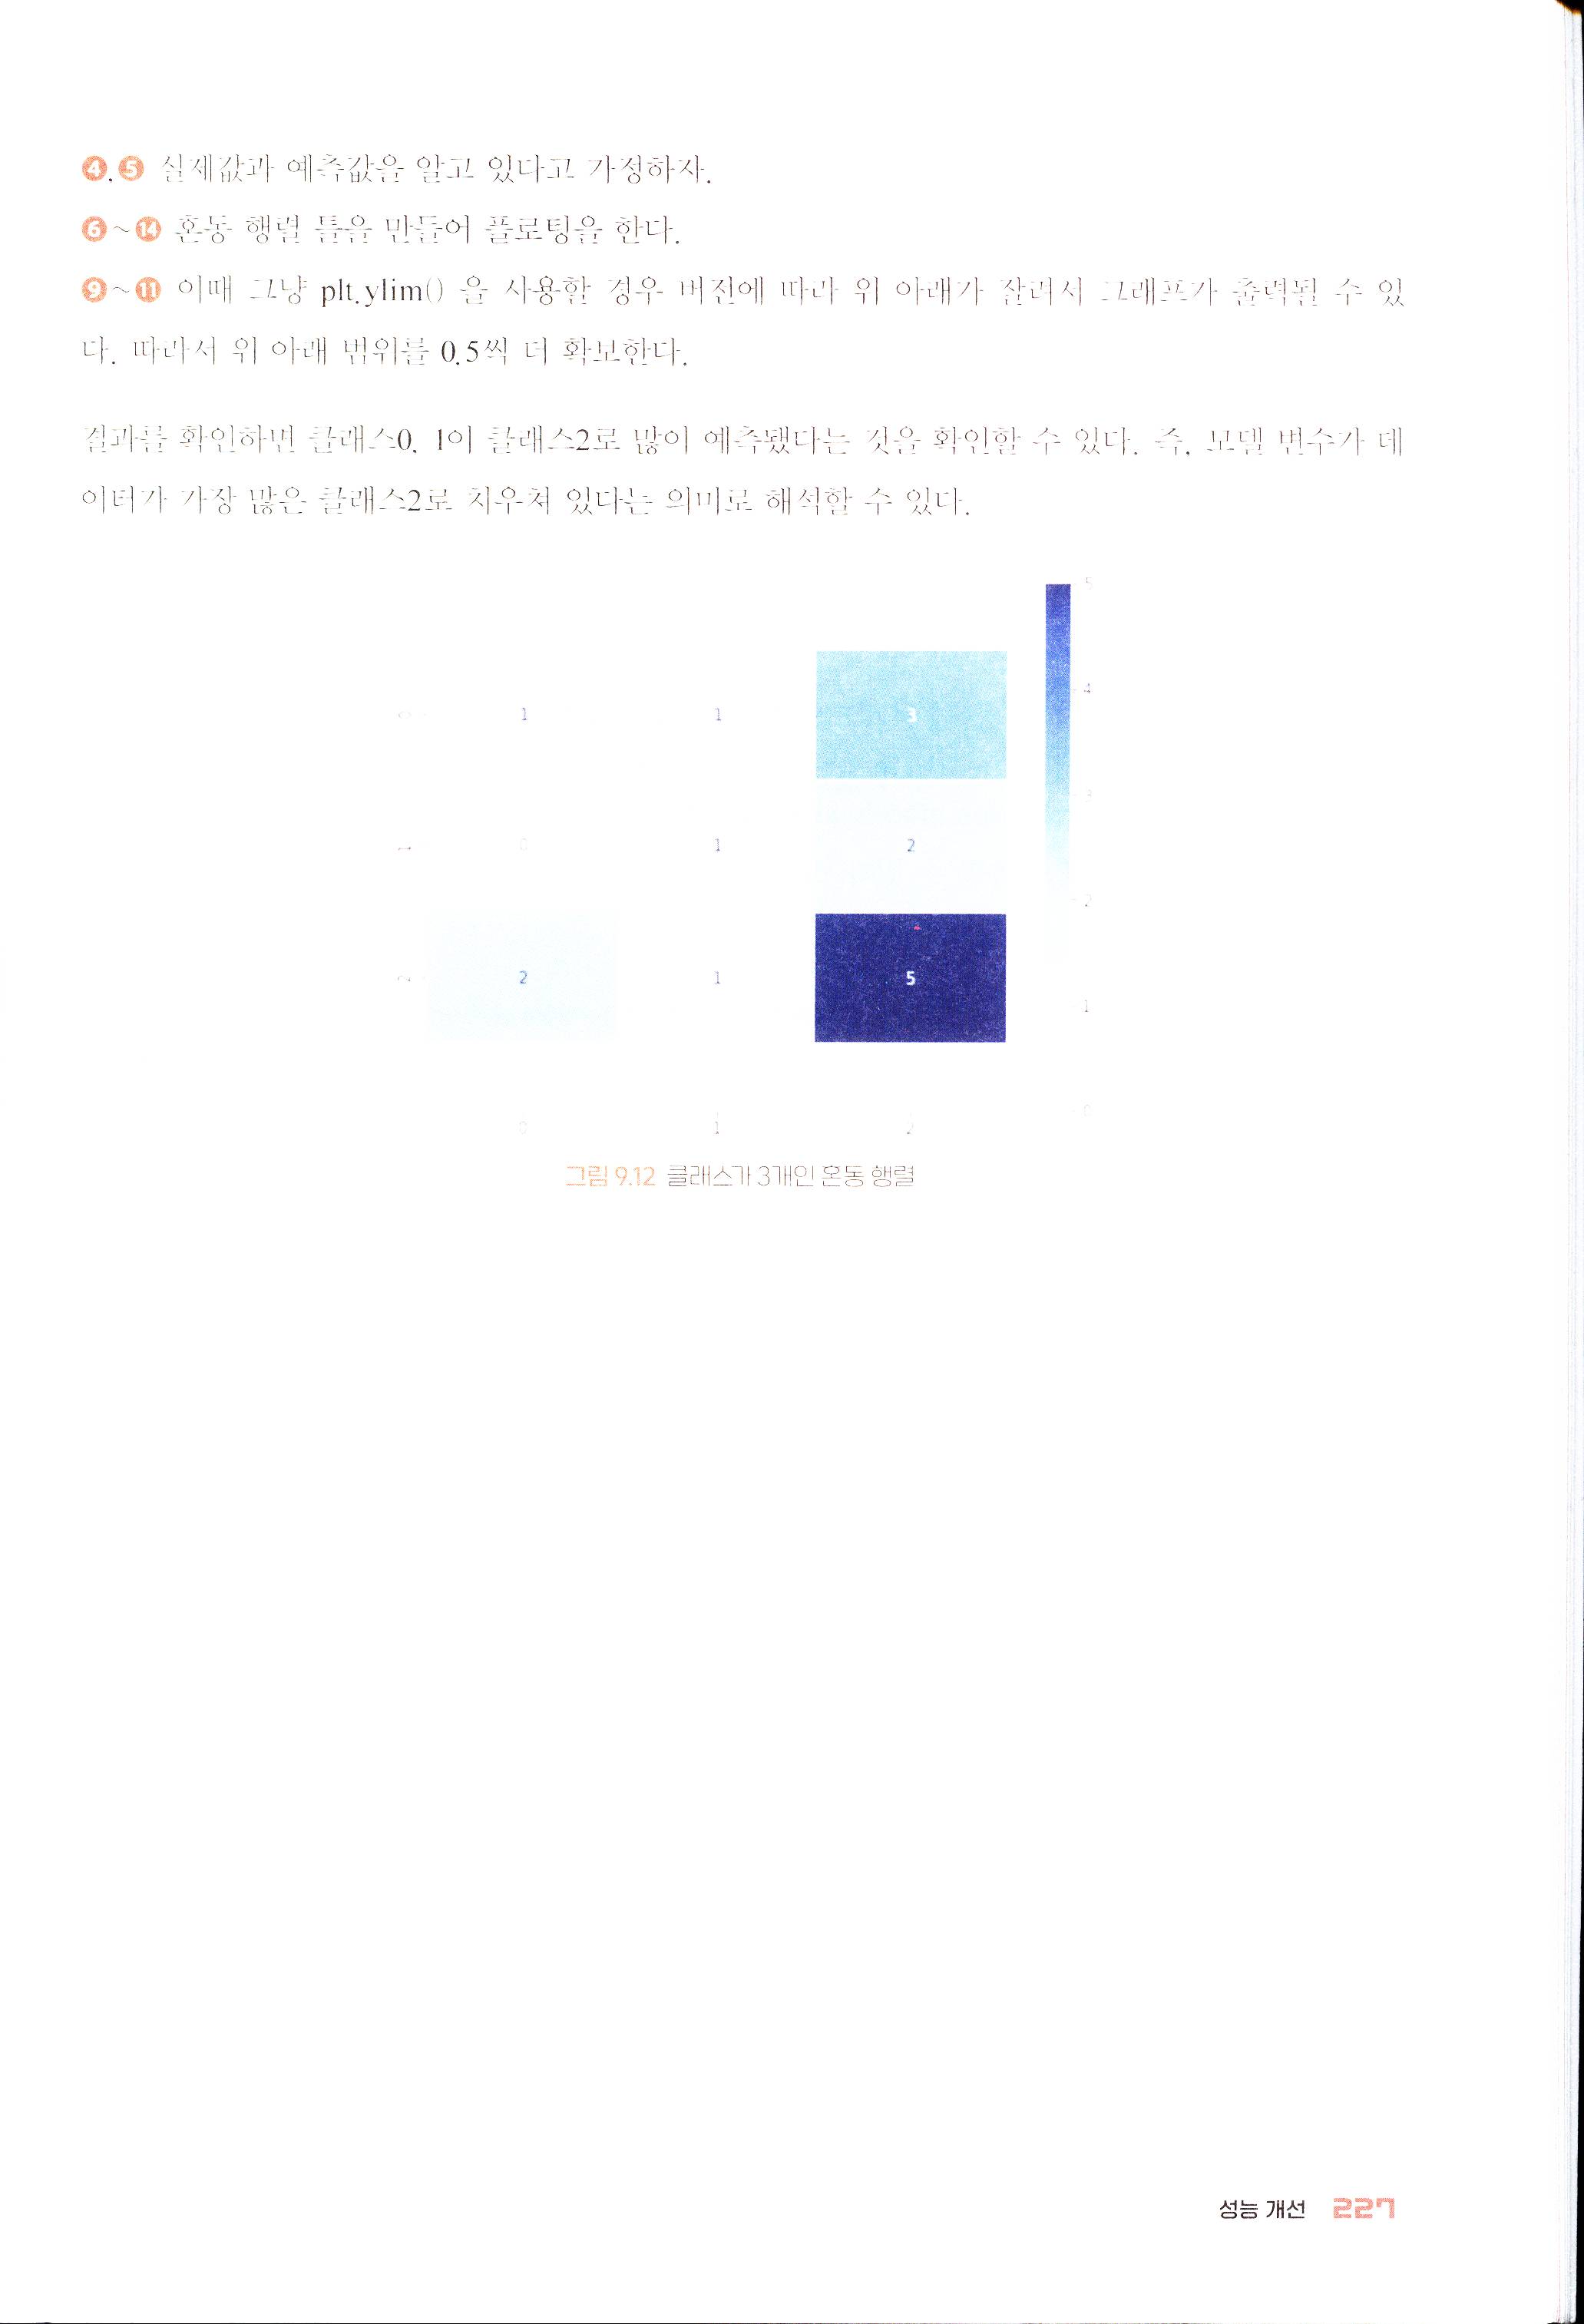 ❹,❺ 실제값과 예측값을 알고 있다고 가정하자.
❻~⓮ 혼동 행렬 틀을 만들어 플로팅을 한다.
❾~⓫ 이때 그냥 plt.ylim() 을 사용할 경우 버전에 따라 위 아래가 잘려서 그래프가 출력될 수 있
다. 따라서 위 아래 범위를 0.5씩 더 확보한다.
결과를 확인하면 클래스0, 1이 클래스2로 많이 예측됐다는 것을 확인할 수 있다. 즉, 모델 변수가 데
이터가 가장 많은 클래스2로 치우쳐 있다는 의미로 해석할 수 있다.
5
4
3
2
1
0
0 1 1 3
1 0 1 2
2 2 1 5
0 1 2
그림 9.12 클래스가 3개인 혼동 행렬
성능 개선 227